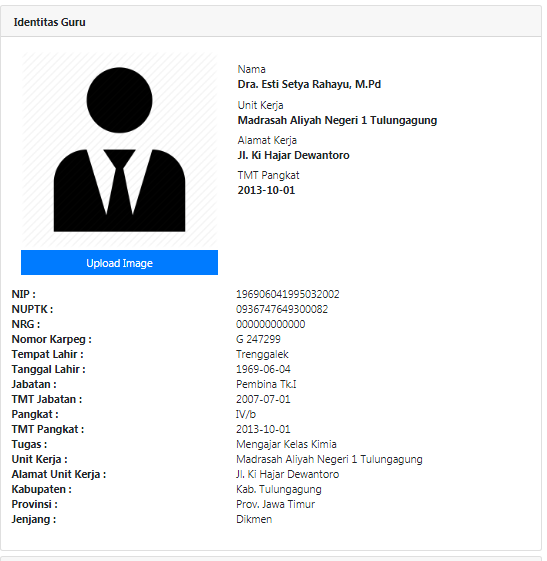 Identitas Guru
Nama
Dra. Esti Setya Rahayu, M.Pd
Unit Kerja
Madrasah Aliyah Negeri 1 Tulungagung
Alamat Kerja
Jl. Ki Hajar Dewantoro
TMT Pangkat
2013-10-01
Upload Image
NIP : 196906041995032002
NUPTK : 0936747649300082
NRG : 000000000000
Nomor Karpeg : G 247299
Tempat Lahir : Trenggalek
Tanggal Lahir : 1969-06-04
Jabatan : Pembina Tk.I
TMT Jabatan : 2007-07-01
Pangkat : IV/b
TMT Pangkat : 2013-10-01
Tugas : Mengajar Kelas Kimia
Unit Kerja : Madrasah Aliyah Negeri 1 Tulungagung
Alamat Unit Kerja : Jl. Ki Hajar Dewantoro
Kabupaten : Kab. Tulungagung
Provinsi : Prov. Jawa Timur
Jenjang : Dikmen